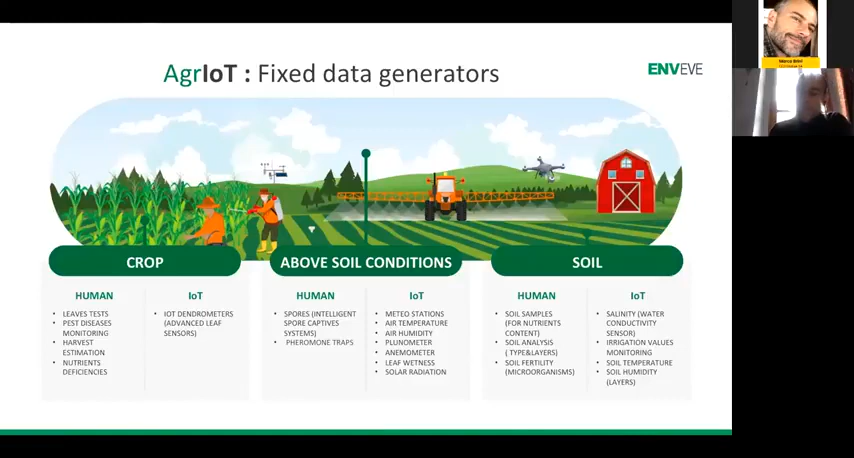 AgrIoT : Fixed data generators
ENVEVE
CROP
HUMAN
• LEAVES TESTS
• PEST DISEASES
MONITORING
• HARVEST
ESTIMATION
• NUTRIENTS
DEFICIENCIES
IoT
• IOT DENDROMETERS
(ADVANCED LEAF
SENSORS)
ABOVE SOIL CONDITIONS
HUMAN
• SPORES (INTELLIGENT
SPORE CAPTIVES
SYSTEMS)
• PHEROMONE TRAPS
IoT
• METEO STATIONS
• AIR TEMPERATURE
• AIR HUMIDITY
• PLUNOMETER
• ANEMOMETER
• LEAF WETNESS
• SOLAR RADIATION
SOIL
HUMAN
• SOIL SAMPLES
(FOR NUTRIENTS
CONTENT)
• SOIL ANALYSIS
( TYPE&LAYERS)
• SOIL FERTILITY
(MICROORGANISMS)
IoT
• SALINITY (WATER
CONDUCTIVITY
SENSOR)
• IRRIGATION VALUES
MONITORING
• SOIL TEMPERATURE
• SOIL HUMIDITY
(LAYERS)